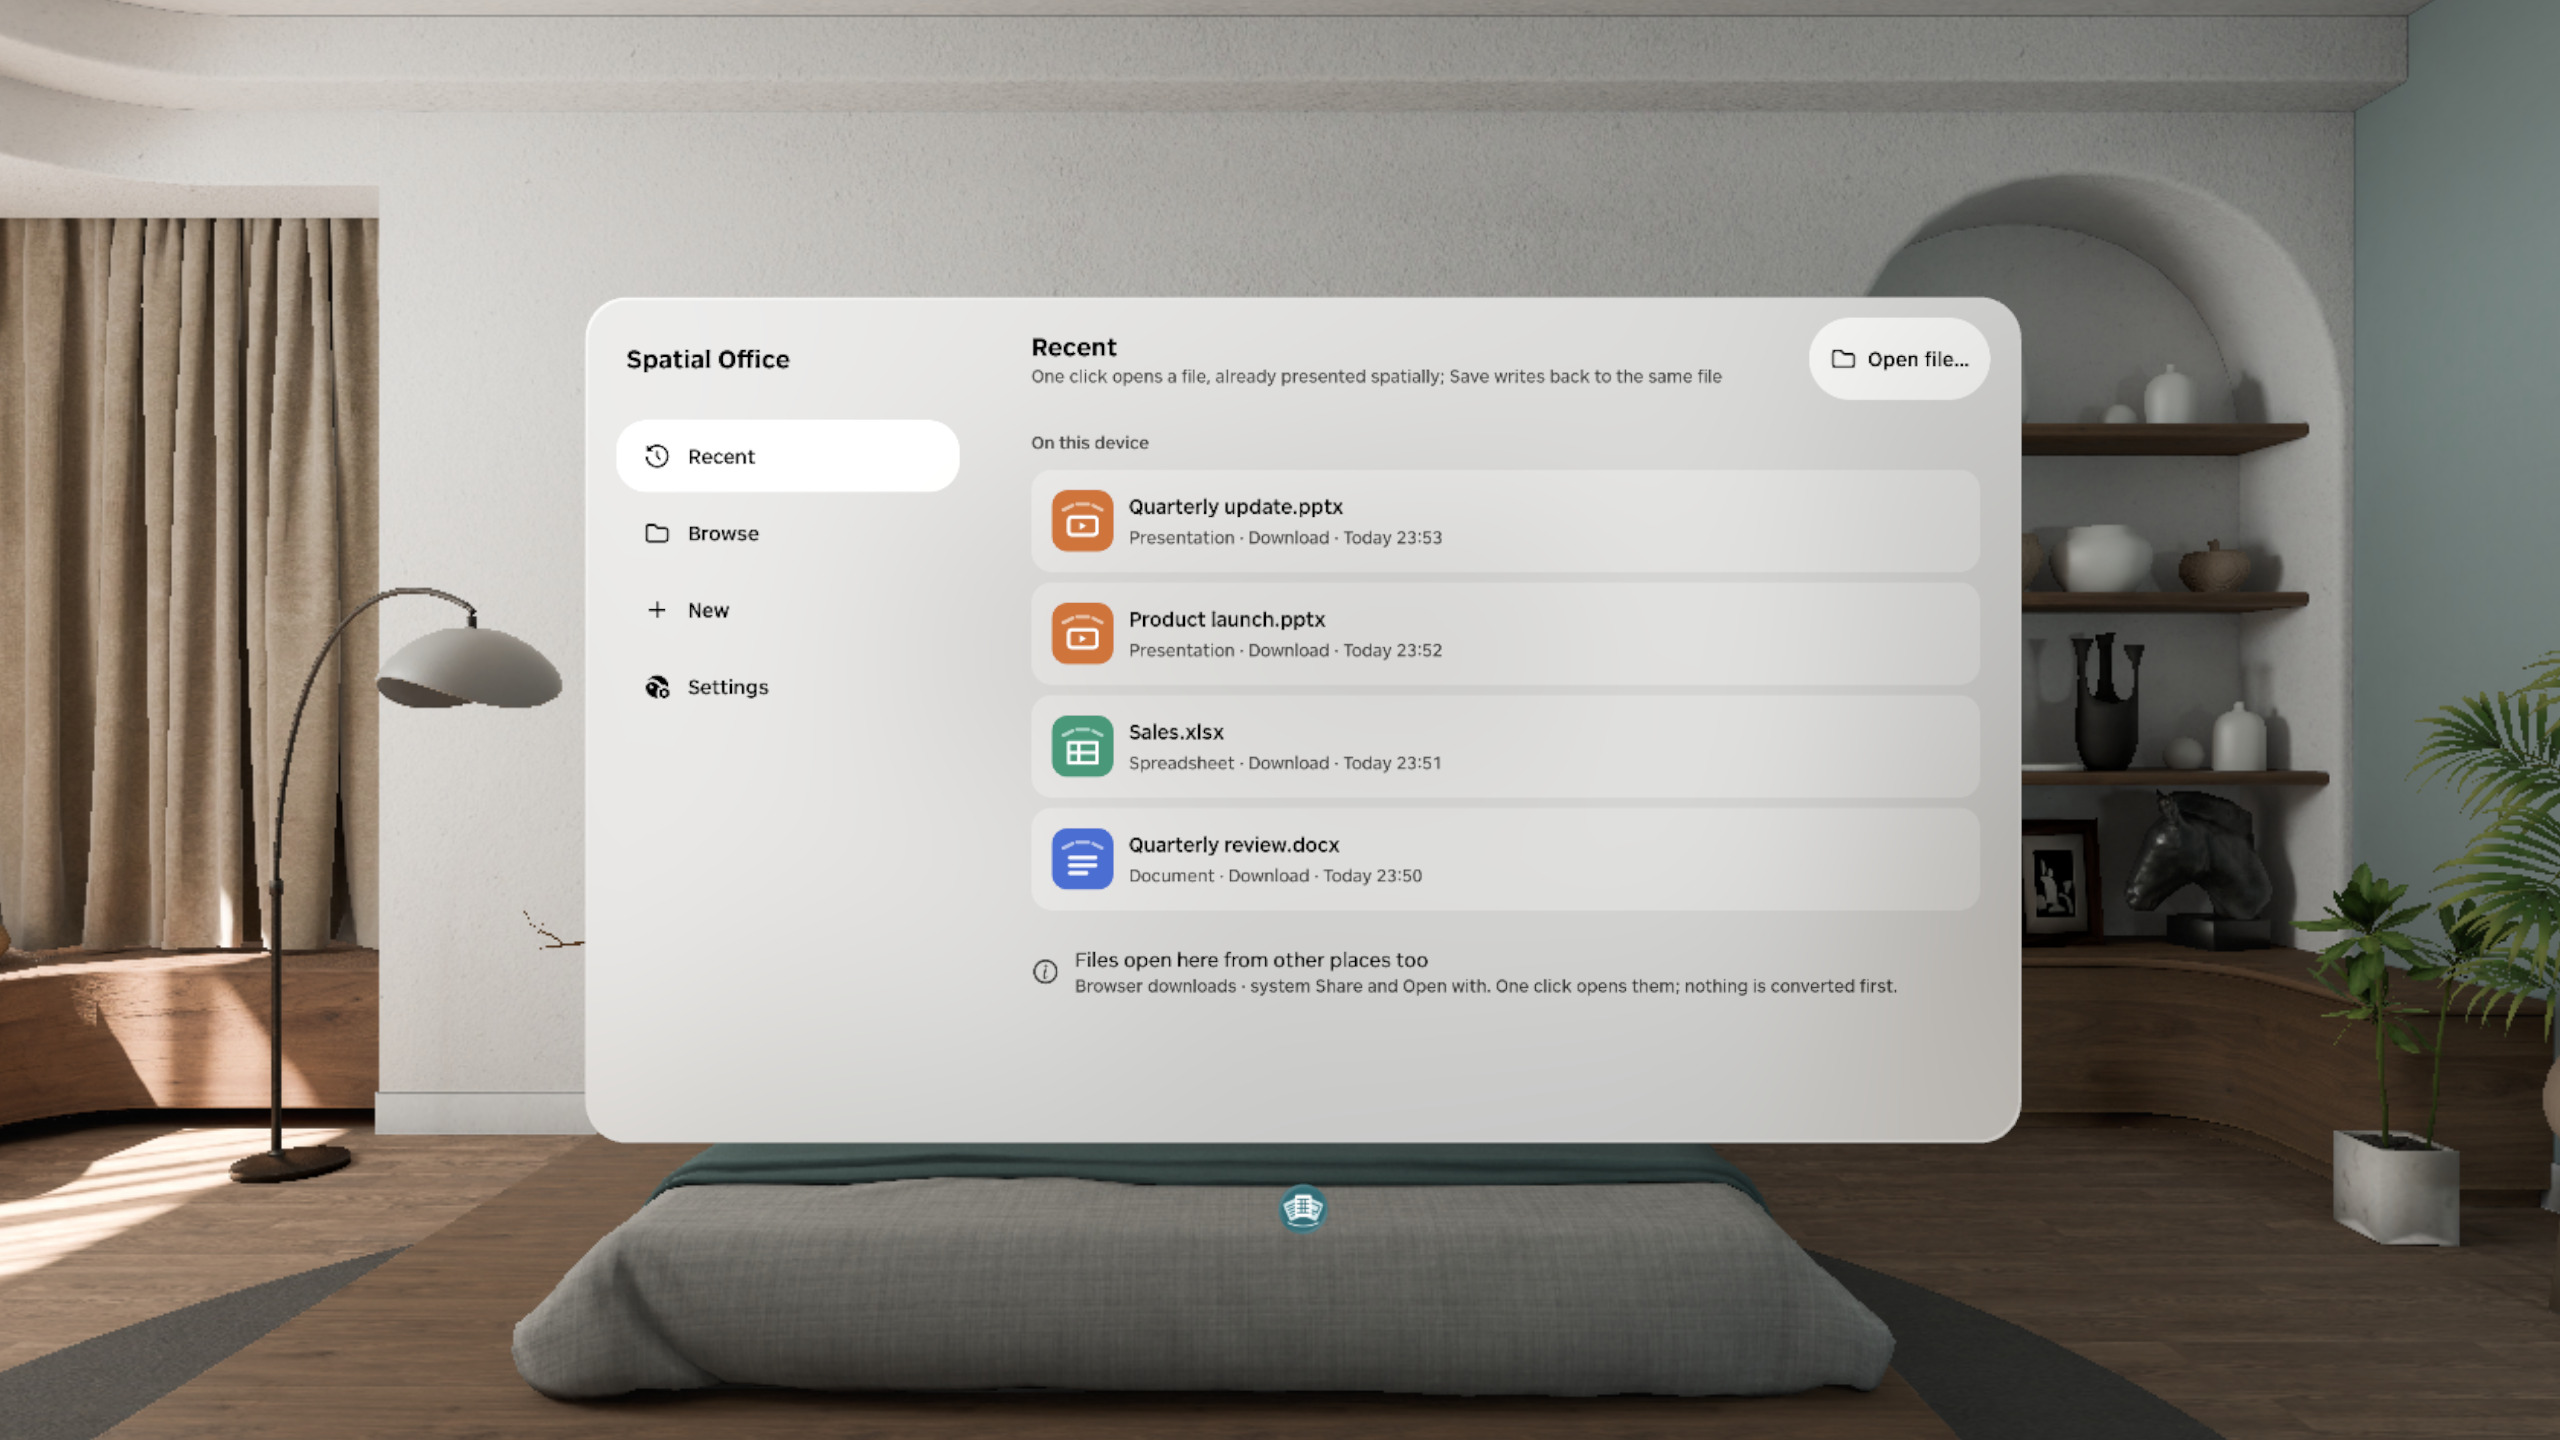 Spatial Office
Recent
Browse
New
Settings
Recent
One click opens a file, already presented spatially; Save writes back to the same file
Open file...
On this device
Quarterly update.pptx
Presentation · Download · Today 23:53
Product launch.pptx
Presentation · Download · Today 23:52
Sales.xlsx
Spreadsheet · Download · Today 23:51
Quarterly review.docx
Document · Download · Today 23:50
Files open here from other places too
Browser downloads · system Share and Open with. One click opens them; nothing is converted first.